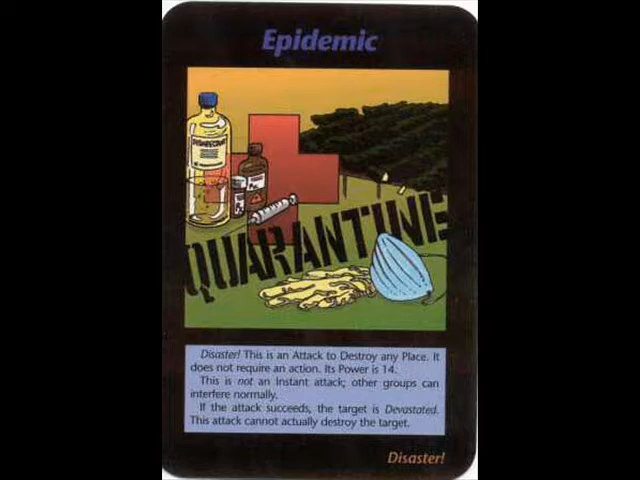 Epidemic
QUARANTINE
Disaster! This is an Attack to Destroy any Place. It
does not require an action. Its Power is 14.
This is not an Instant attack; other groups can
interfere normally.
If the attack succeeds, the target is Devastated.
This attack cannot actually destroy the target.
Disaster!